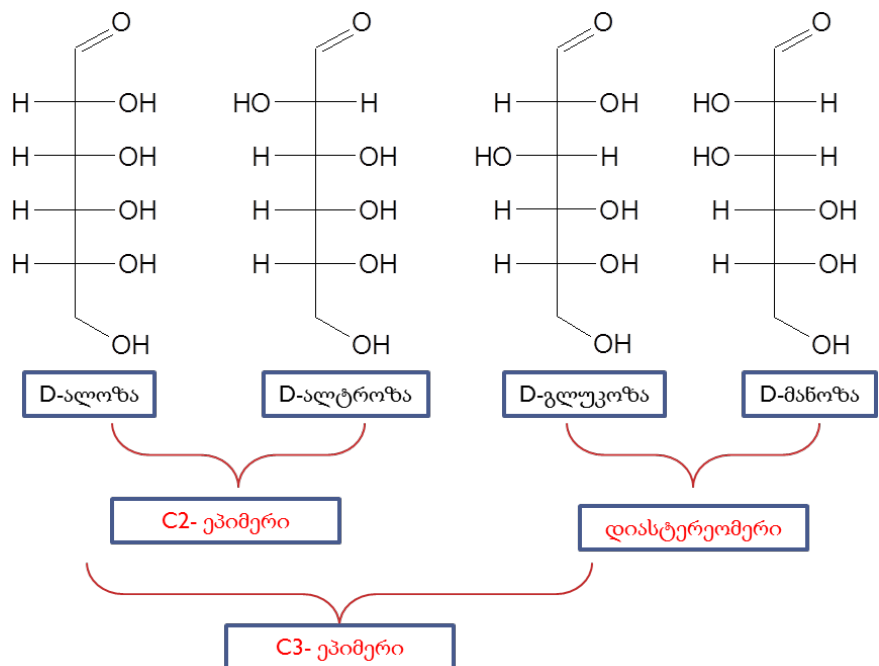 O O O O
H OH HO H H OH HO H
H OH H OH HO H HO H
H OH H OH H OH H OH
H OH H OH H OH H OH
OH OH OH OH
D-ალოზა D-ალტროზა D-გლუკოზა D-მანოზა
C2- ეპიმერი დიასტერეომერი
C3- ეპიმერი